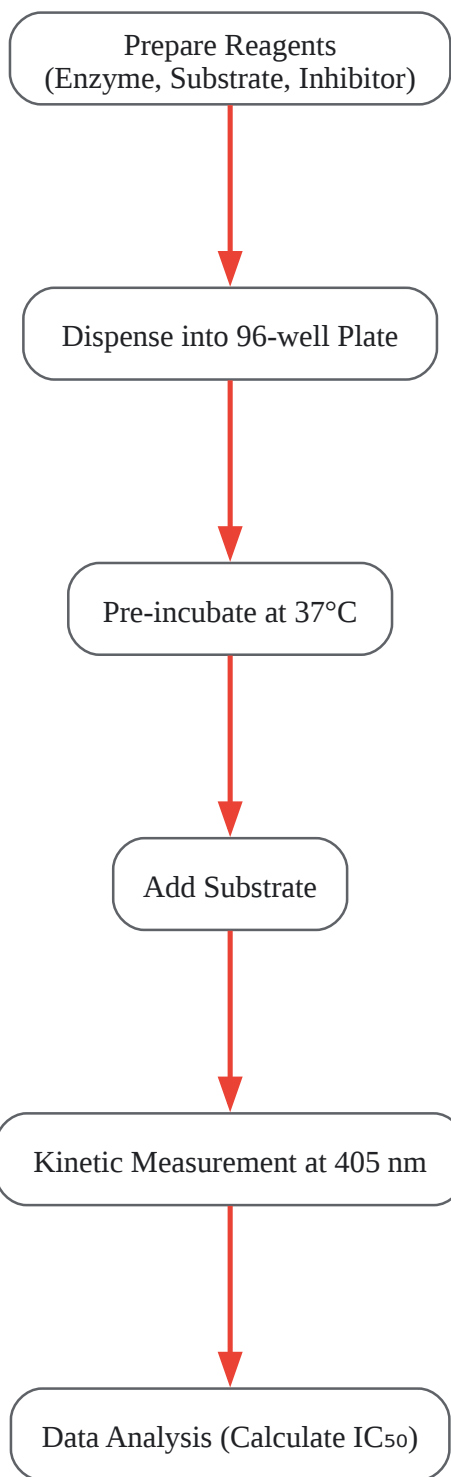 Prepare Reagents
(Enzyme, Substrate, Inhibitor)
Dispense into 96-well Plate
Pre-incubate at 37°C
Add Substrate
Kinetic Measurement at 405 nm
Data Analysis (Calculate IC₅₀)